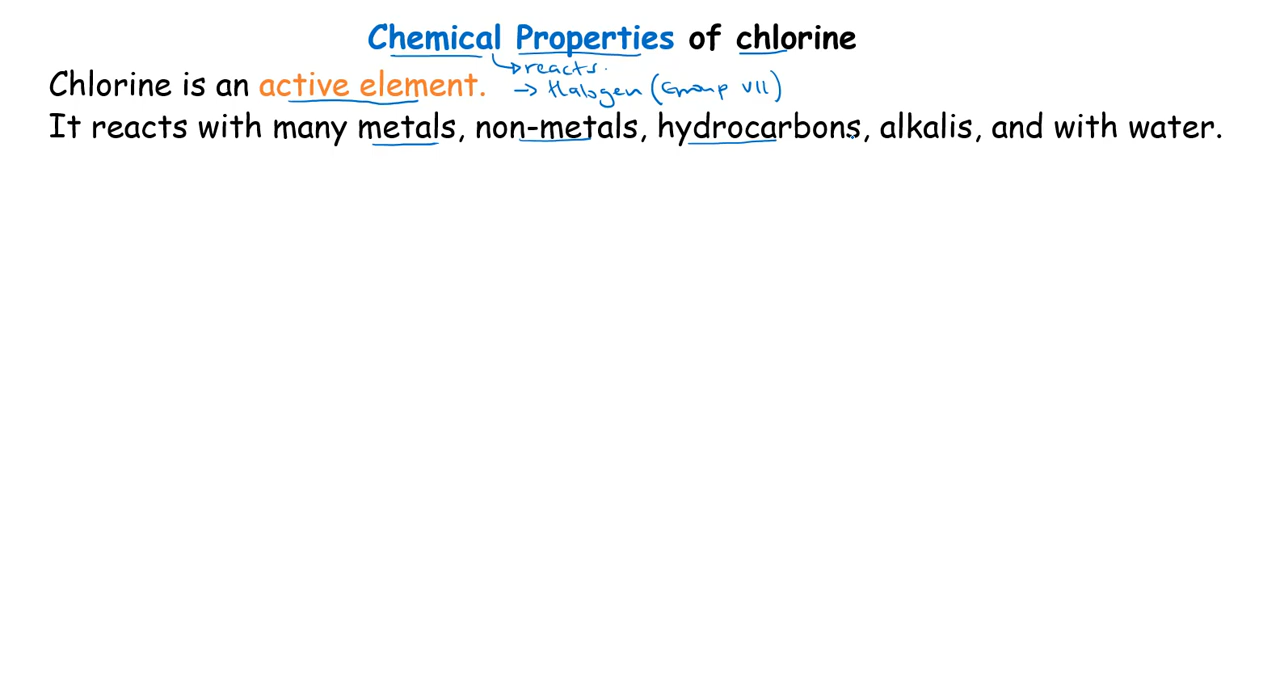 Chemical Properties of chlorine
→ reacts.
Chlorine is an active element. → Halogen (Group VII)
It reacts with many metals, non-metals, hydrocarbons, alkalis, and with water.